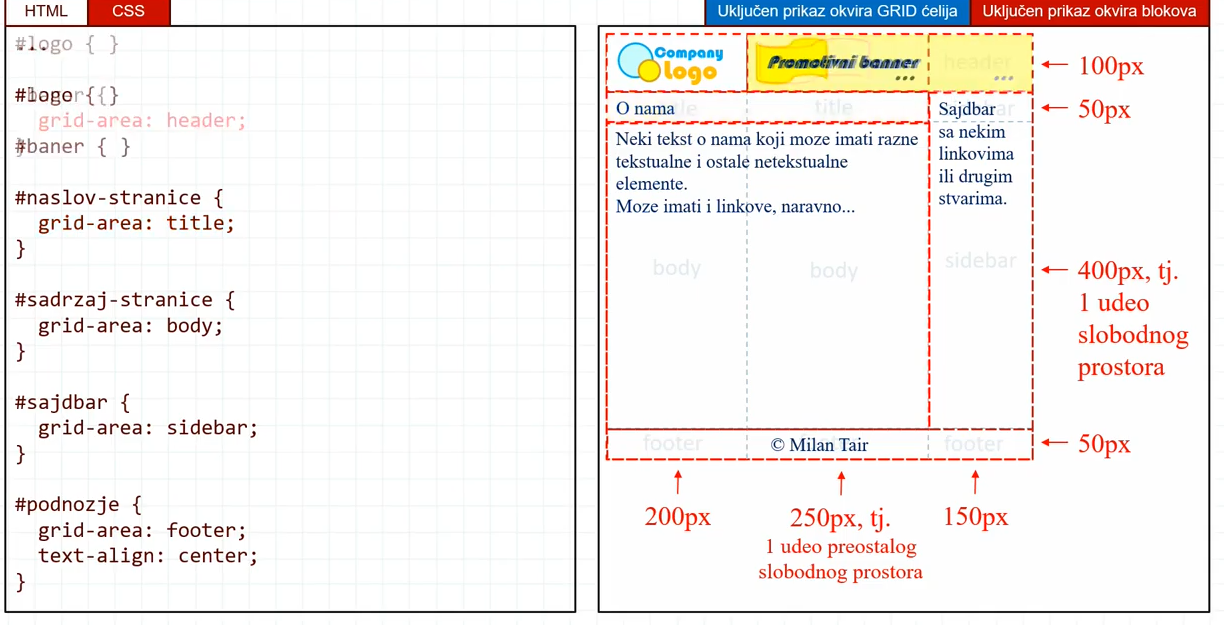 HTML CSS
#logo { }
#baner {
grid-area: header;
}
#baner { }
#naslov-stranice {
grid-area: title;
}
#sadrzaj-stranice {
grid-area: body;
}
#sajdbar {
grid-area: sidebar;
}
#podnozje {
grid-area: footer;
text-align: center;
}
Uključen prikaz okvira GRID ćelija Uključen prikaz okvira blokova
Company
Logo
Promotivni banner
...
header
...
100px
O nama
title
Sajdbar
50px
Neki tekst o nama koji moze imati razne
tekstualne i ostale netekstualne
elemente.
Moze imati i linkove, naravno...
sa nekim
linkovima
ili drugim
stvarima.
body
body
sidebar
400px, tj.
1 udeo
slobodnog
prostora
footer
© Milan Tair
footer
50px
200px
250px, tj.
1 udeo preostalog
slobodnog prostora
150px